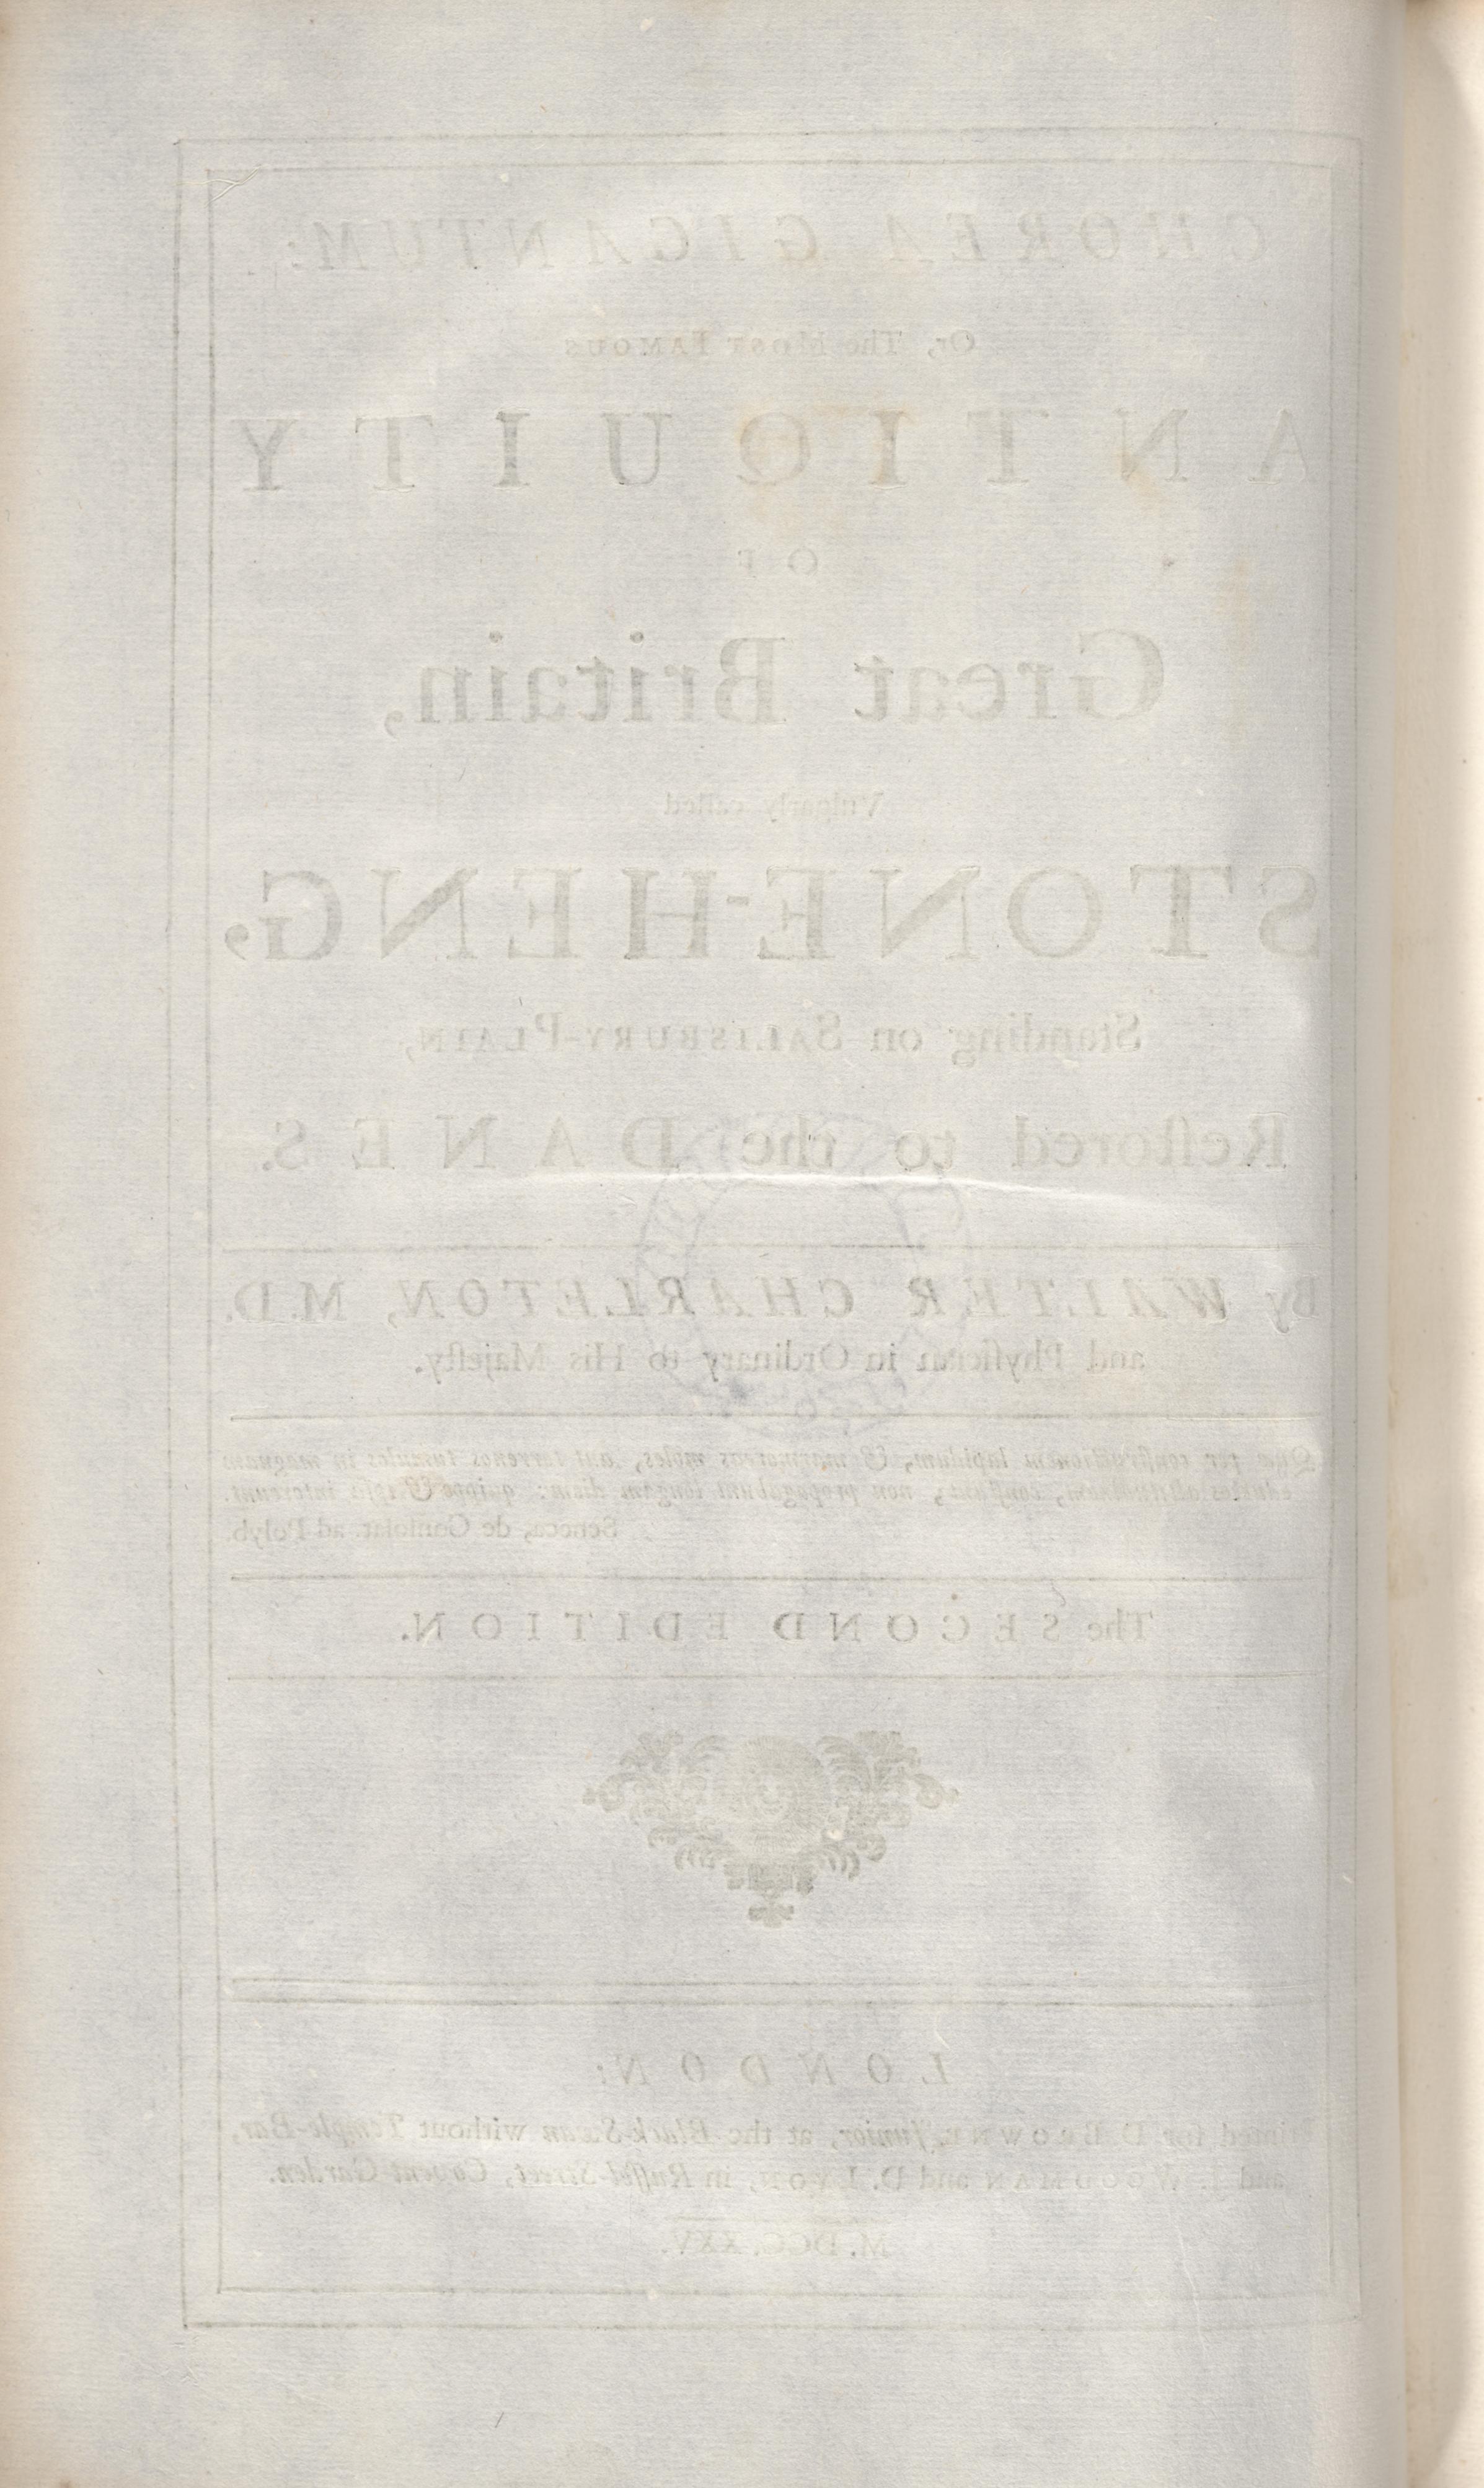 CHOREA GIGANTUM:
Or, The MOST FAMOUS
ANTIQUITY
OF
Great Britain,
Vulgarly called
STONE-HENG,
Standing on SALISBURY-PLAIN,
Reſtored to the DANES.
By WALTER CHARLETON, M.D.
and Phyſician in Ordinary to His Majeſty.
Quæ per conſtructionem lapidum, & marmoreas moles, aut terrenos tumulos in magnam
eductos altitudinem, conſtant, non propagabunt longam diem: quippe & ipſa intereunt.
Seneca, de Conſolat. ad Polyb.
The SECOND EDITION.
LONDON:
for D. BROWNE Junior, at the Black-Swan without Temple-Bar,
and WOODMAN and D. LYON, in Ruſſel-Street, Covent-Garden.
M. DCC. XXV.